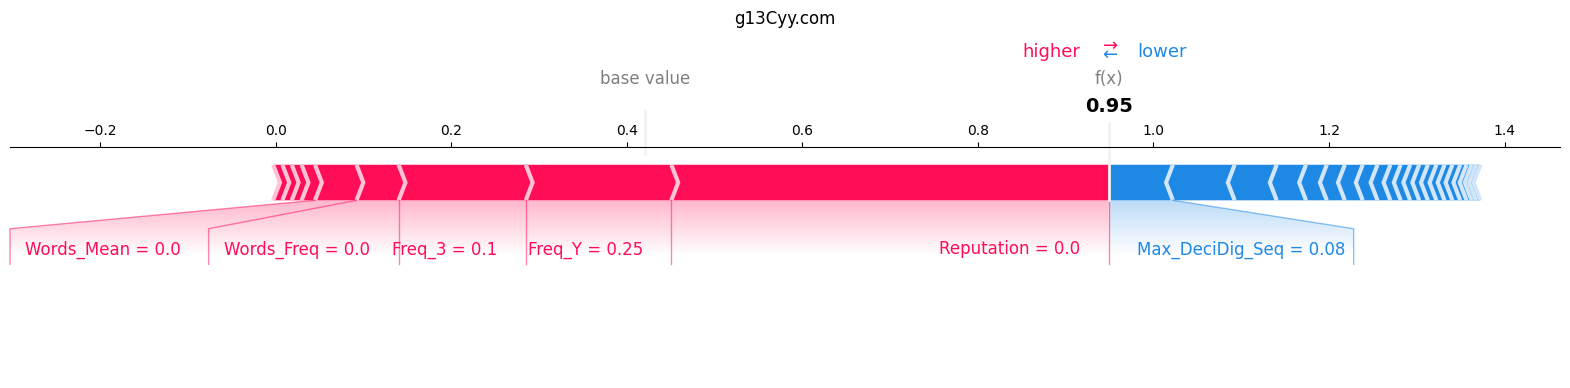 g13Cyy.com
higher ⇄ lower
base value f(x)
0.95
−0.2 0.0 0.2 0.4 0.6 0.8 1.0 1.2 1.4
Words_Mean = 0.0 Words_Freq = 0.0 Freq_3 = 0.1 Freq_Y = 0.25 Reputation = 0.0 Max_DeciDig_Seq = 0.08